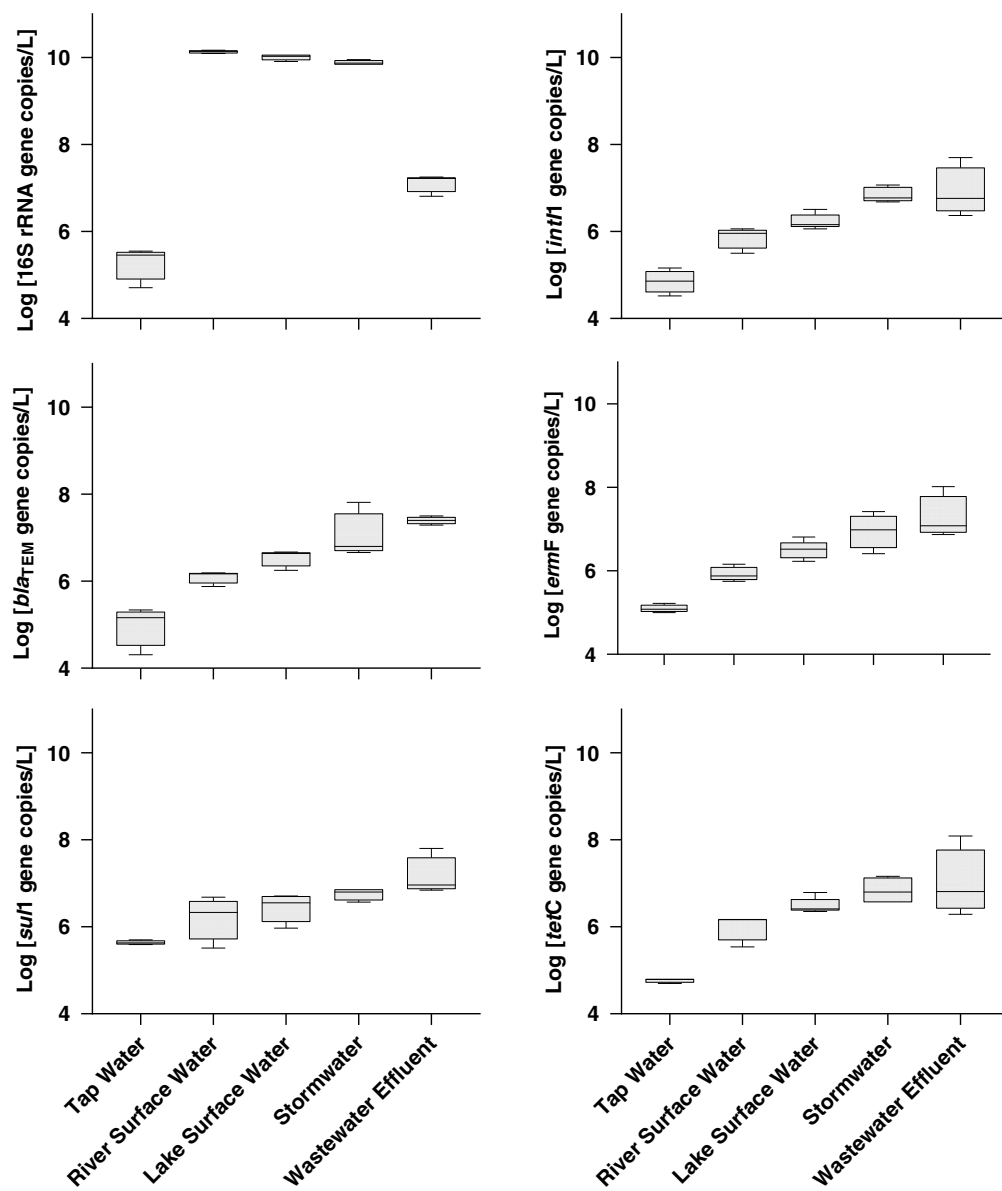 Log [16S rRNA gene copies/L]
10
8
6
4
Log [intI1 gene copies/L]
10
8
6
4
Log [blaTEM gene copies/L]
10
8
6
4
Log [ermF gene copies/L]
10
8
6
4
Log [sul1 gene copies/L]
10
8
6
4
Tap Water
River Surface Water
Lake Surface Water
Stormwater
Wastewater Effluent
Log [tetC gene copies/L]
10
8
6
4
Tap Water
River Surface Water
Lake Surface Water
Stormwater
Wastewater Effluent